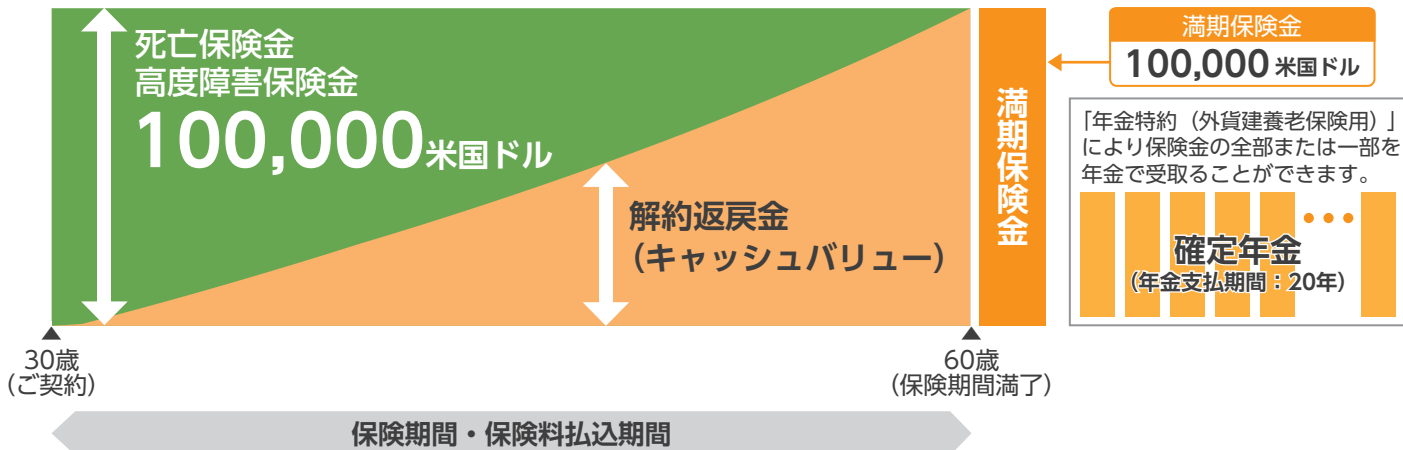 死亡保険金
高度障害保険金
100,000米国ドル
解約返戻金
（キャッシュバリュー）
満期保険金
満期保険金
100,000 米国ドル
「年金特約（外貨建養老保険用）」
により保険金の全部または一部を
年金で受取ることができます。
確定年金
（年金支払期間：20年）
30歳
（ご契約）
60歳
（保険期間満了）
保険期間・保険料払込期間